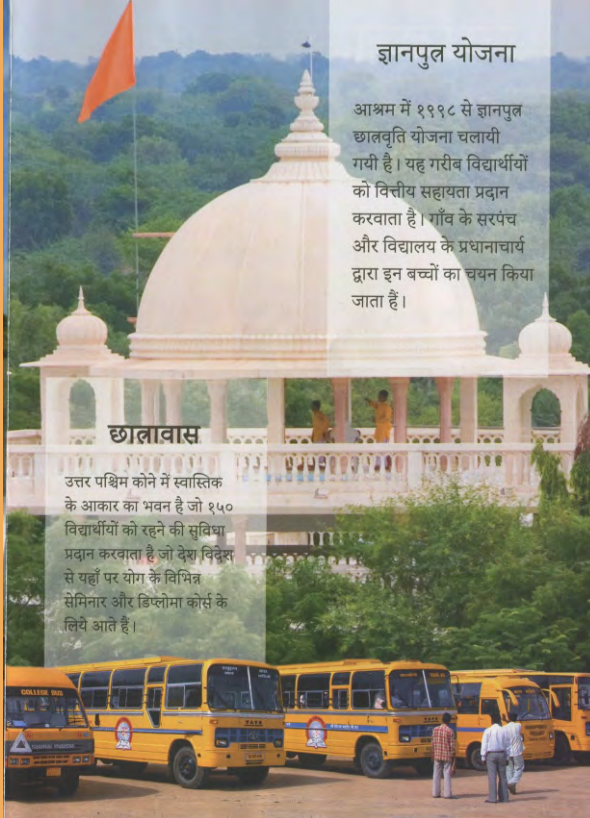 ज्ञानपुत्र योजना
आश्रम में १९९८ से ज्ञानपुत्र
छात्रवृति योजना चलायी
गयी है। यह गरीब विद्यार्थीयों
को वित्तीय सहायता प्रदान
करवाता है। गाँव के सरपंच
और विद्यालय के प्रधानाचार्य
द्वारा इन बच्चों का चयन किया
जाता हैं।
छात्रावास
उत्तर पश्चिम कोने में स्वास्तिक
के आकार का भवन है जो १५०
विद्यार्थीयों को रहने की सुविधा
प्रदान करवाता है जो देश विदेश
से यहाँ पर योग के विभिन्न
सेमिनार और डिप्लोमा कोर्स के
लिये आते हैं।
COLLEGE BUS
TATA
TATA